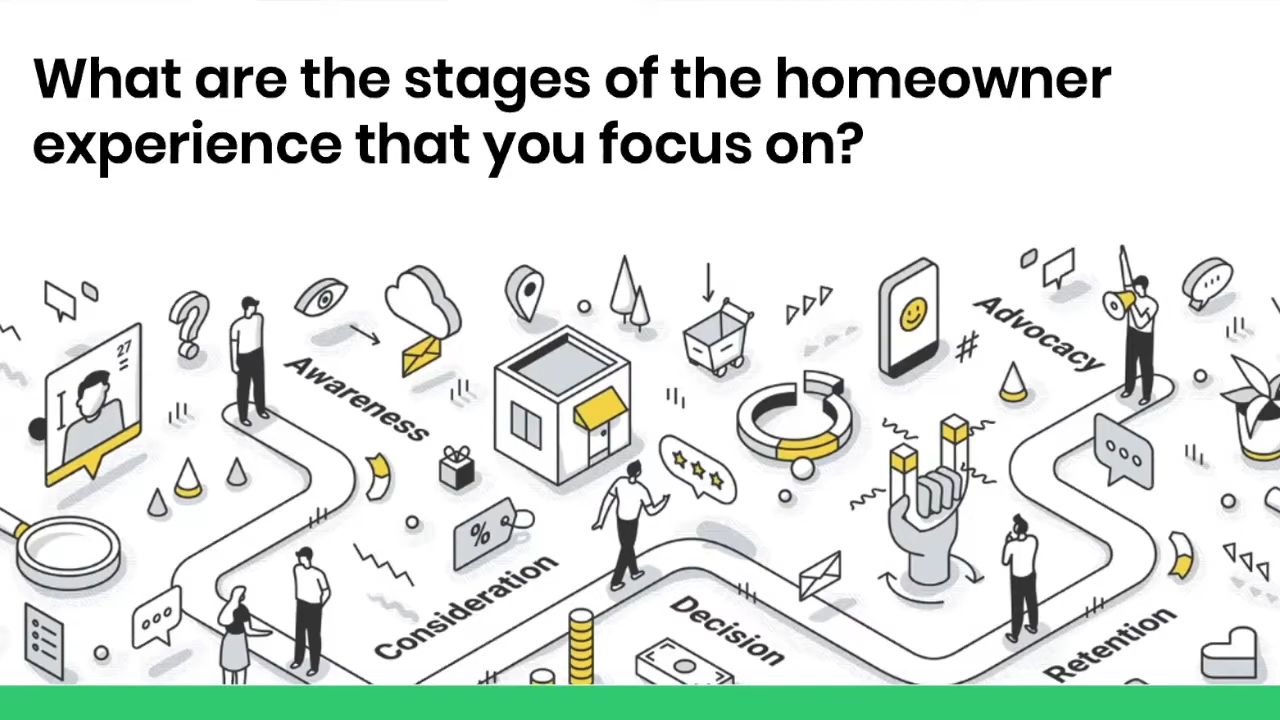 What are the stages of the homeowner
experience that you focus on?
27
Awareness
%
Consideration
Decision
#
Advocacy
Retention